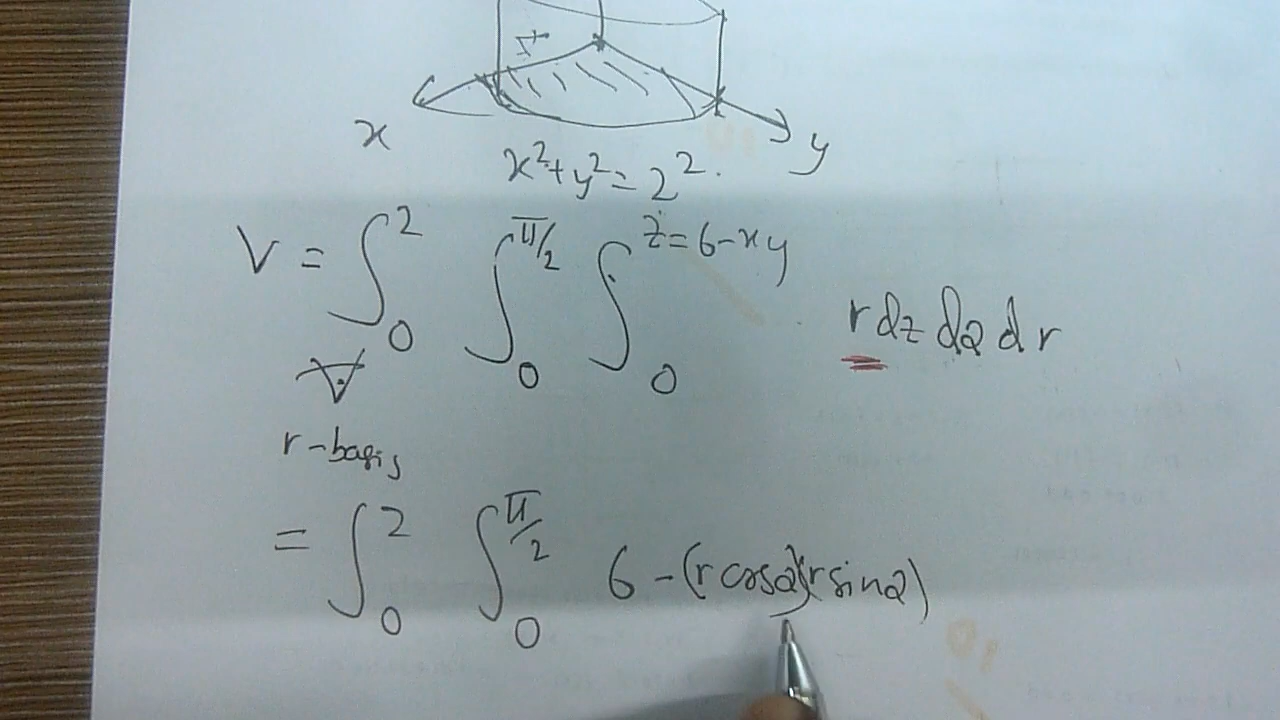 x
y
x²+y²=2².
V = ∫₀² ∫₀^{π/2} ∫₀^{z=6-xy} r dz dθ dr
r-basis
= ∫₀² ∫₀^{π/2} 6-(r cosθ)(r sinθ)